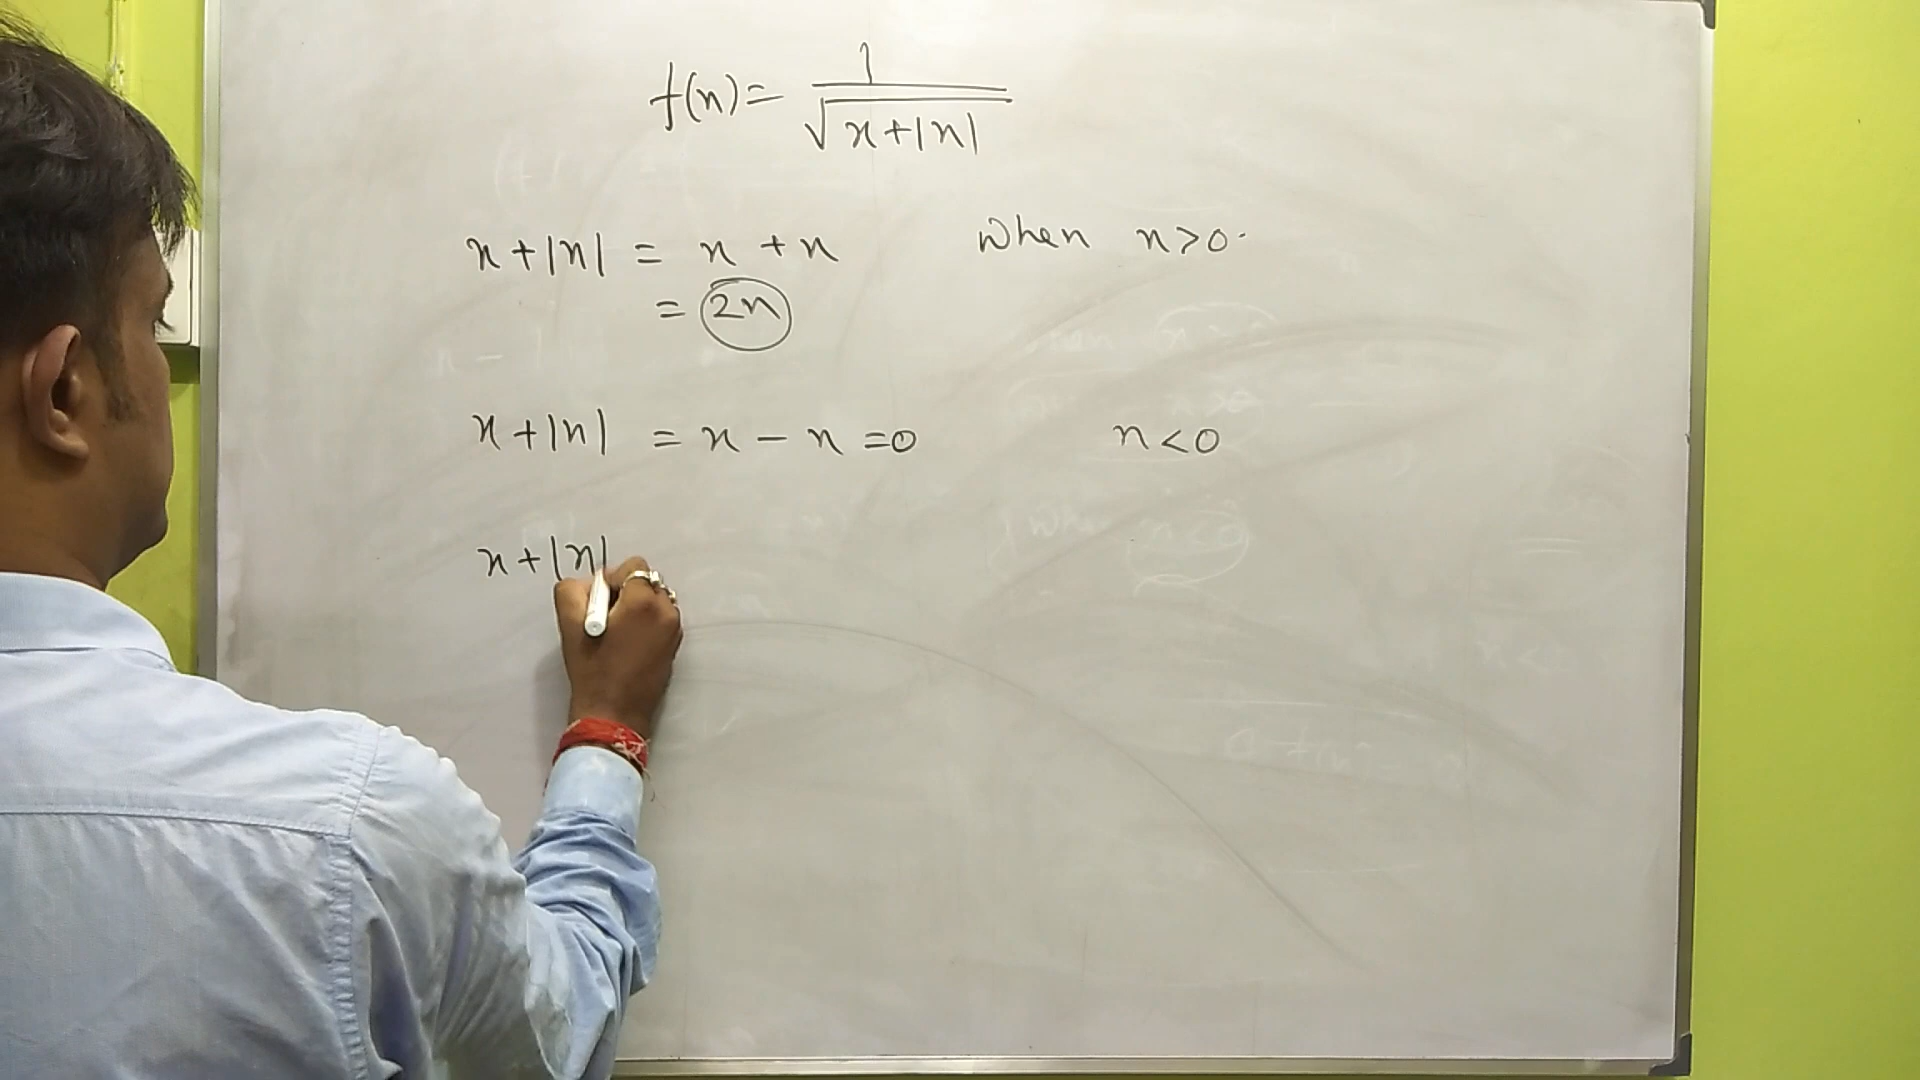 f(x) = 1/√(x+|x|)
x+|x| = x + x when x>0.
= 2x
x+|x| = x - x = 0 x<0
x+|x|